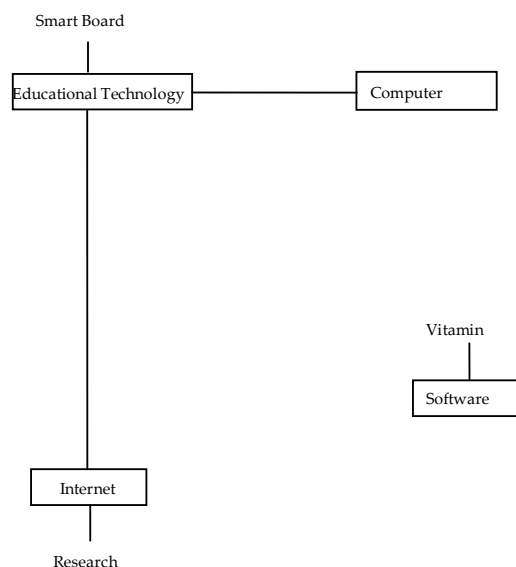 Smart Board
Educational Technology
Computer
Vitamin
Software
Internet
Research